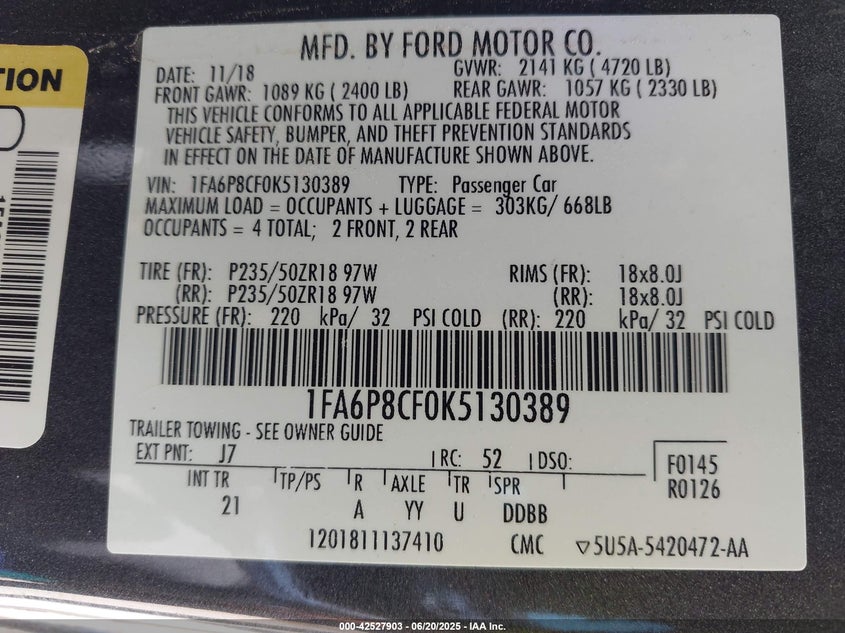 MFD. BY FORD MOTOR CO.
DATE: 11/18 GVWR: 2141 KG ( 4720 LB)
FRONT GAWR: 1089 KG ( 2400 LB) REAR GAWR: 1057 KG ( 2330 LB)
THIS VEHICLE CONFORMS TO ALL APPLICABLE FEDERAL MOTOR
VEHICLE SAFETY, BUMPER, AND THEFT PREVENTION STANDARDS
IN EFFECT ON THE DATE OF MANUFACTURE SHOWN ABOVE.
VIN: 1FA6P8CF0K5130389 TYPE: Passenger Car
MAXIMUM LOAD = OCCUPANTS + LUGGAGE = 303KG/ 668LB
OCCUPANTS = 4 TOTAL; 2 FRONT, 2 REAR
TIRE (FR): P235/50ZR18 97W RIMS (FR): 18x8.0J
(RR): P235/50ZR18 97W (RR): 18x8.0J
PRESSURE (FR): 220 kPa/ 32 PSI COLD (RR): 220 kPa/ 32 PSI COLD
1FA6P8CF0K5130389
TRAILER TOWING - SEE OWNER GUIDE
EXT PNT: J7 RC: 52 DSO: F0145
R0126
INT TR TP/PS R AXLE TR SPR
21 A YY U DDBB
1201811137410 CMC ▽5U5A-5420472-AA
TION
000-42527903 - 06/20/2025 - IAA Inc.